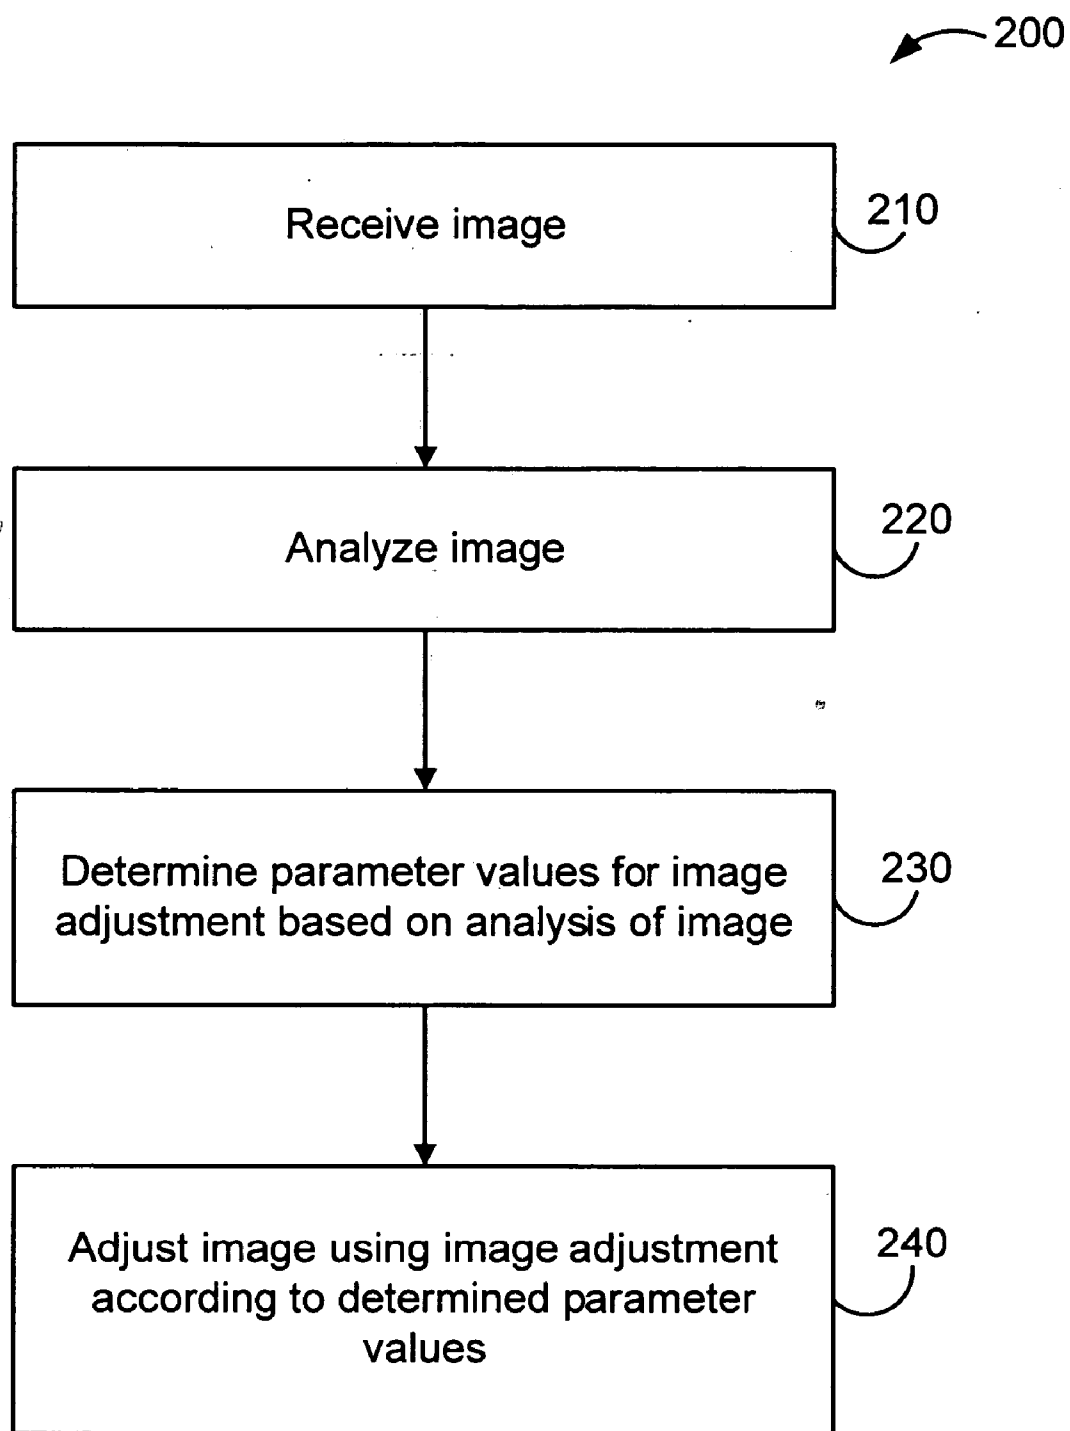 200
Receive image
210
Analyze image
220
Determine parameter values for image
adjustment based on analysis of image
230
Adjust image using image adjustment
according to determined parameter
values
240